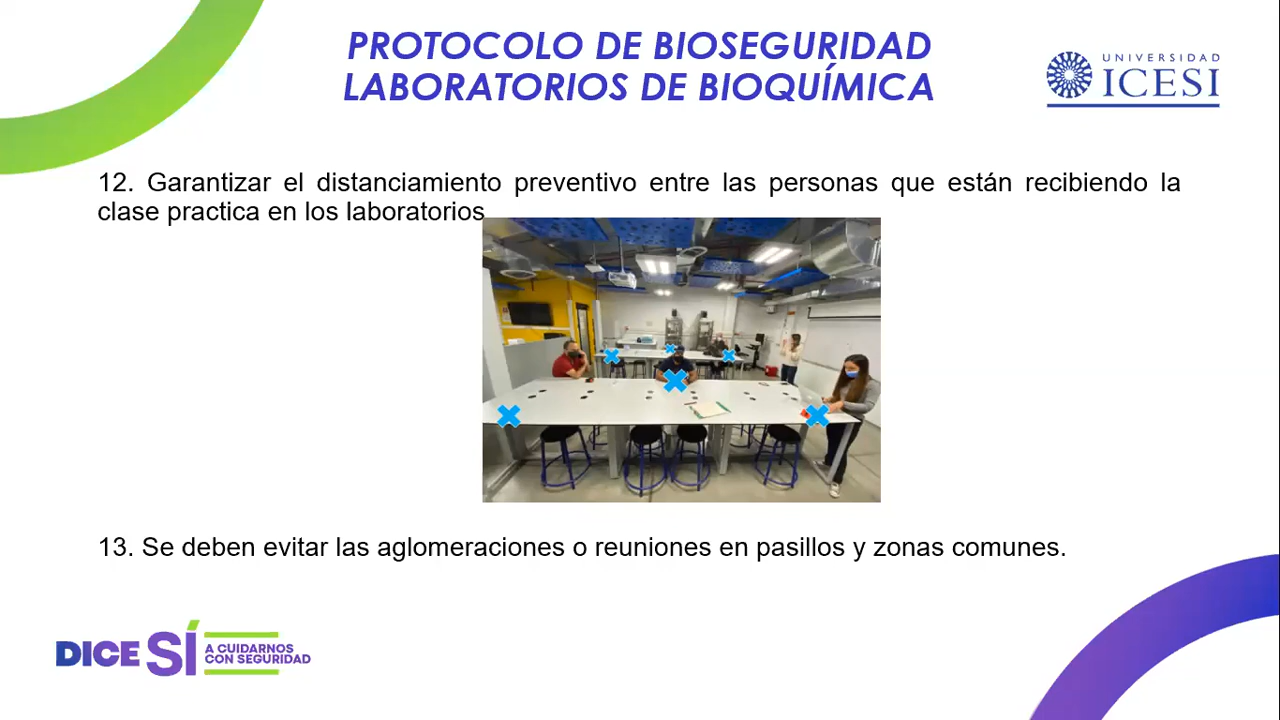 PROTOCOLO DE BIOSEGURIDAD
LABORATORIOS DE BIOQUÍMICA
UNIVERSIDAD
ICESI
12. Garantizar el distanciamiento preventivo entre las personas que están recibiendo la
clase practica en los laboratorios
13. Se deben evitar las aglomeraciones o reuniones en pasillos y zonas comunes.
DICE SÍ A CUIDARNOS
CON SEGURIDAD